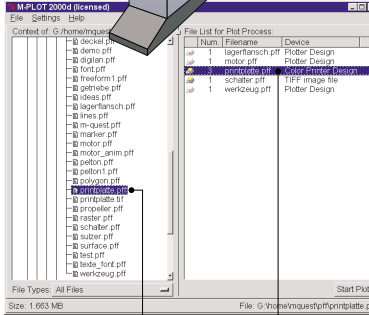 M-PLOT 2000d (licensed)
File Settings Help
Context of: G:/home/mquest
deckel.pff
demo.pff
digilan.pff
font.pff
freeform1.pff
getriebe.pff
ideas.pff
lagerflansch.pff
lines.pff
m-quest.pff
marker.pff
motor.pff
motor_anim.pff
pelton.pff
pelton1.pff
polygon.pff
printplatte.pff
printplatte.tif
propeller.pff
raster.pff
schalter.pff
sulzer.pff
surface.pff
test.pff
texte_font.pff
werkzeug.pff
File Types: All Files
Size: 1.663 MB
File List for Plot Process:
Num. Filename Device
1 lagerflansch.pff Plotter Design
1 motor.pff Plotter Design
3 printplatte.pff Color Printer Design
1 schalter.pff TIFF image file
1 werkzeug.pff Plotter Design
Start Plot
File: G:\home\mquest\pff\printplatte.p